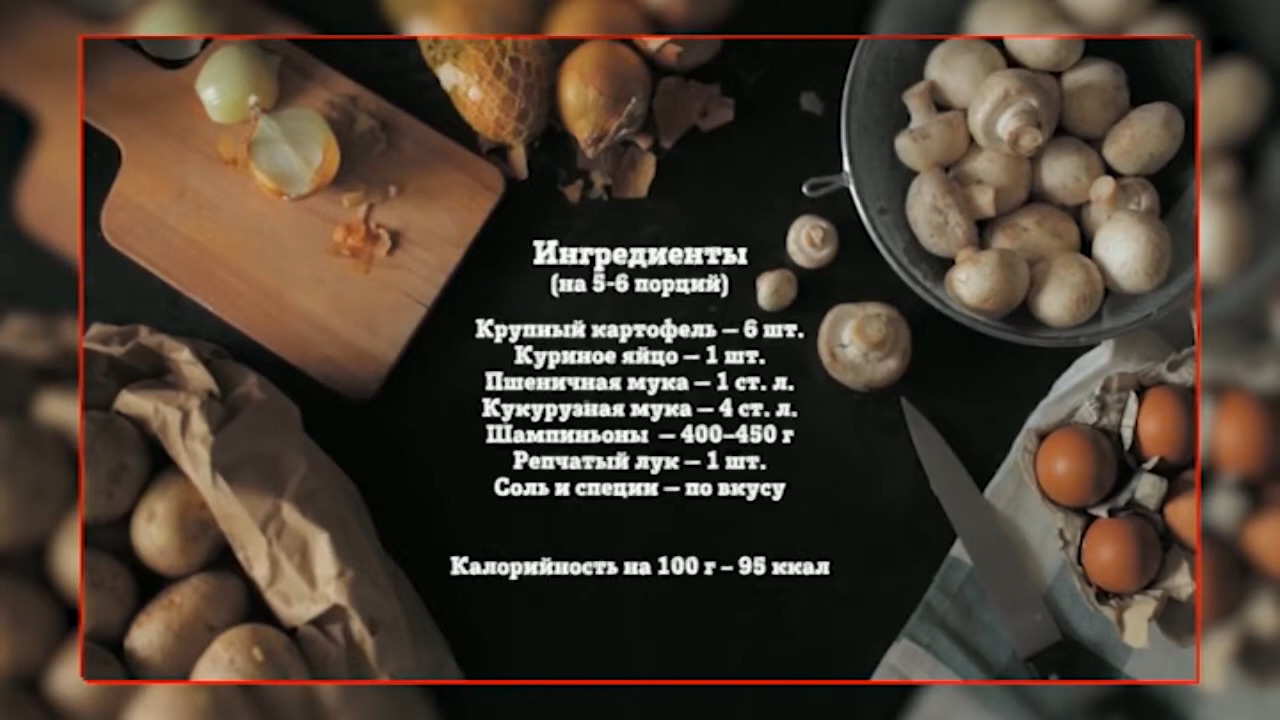 Ингредиенты
(на 5-6 порций)
Крупный картофель – 6 шт.
Куриное яйцо – 1 шт.
Пшеничная мука – 1 ст. л.
Кукурузная мука – 4 ст. л.
Шампиньоны – 400–450 г
Репчатый лук – 1 шт.
Соль и специи – по вкусу
Калорийность на 100 г – 95 ккал